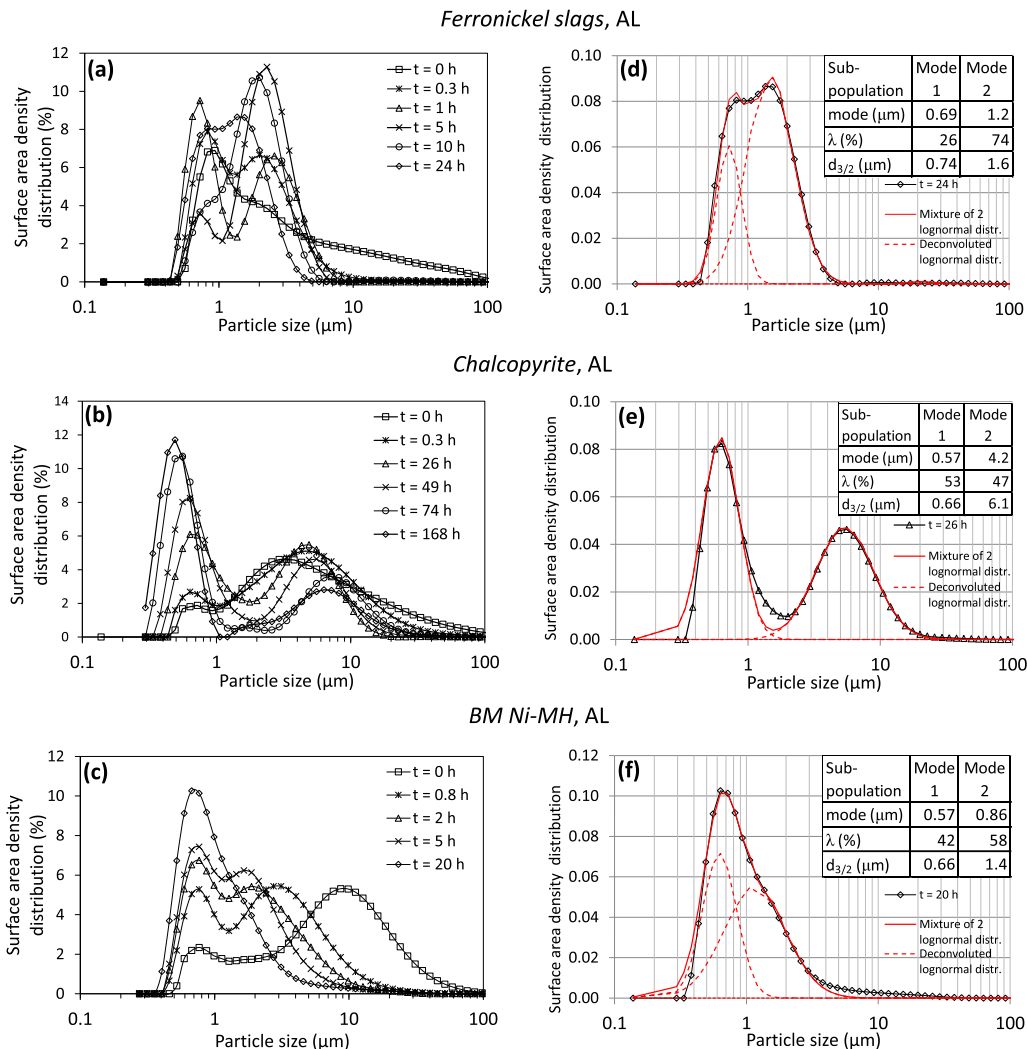 Ferronickel slags, AL
(a)
t = 0 h
t = 0.3 h
t = 1 h
t = 5 h
t = 10 h
t = 24 h
Surface area density
distribution (%)
12
10
8
6
4
2
0
0.1 1 10 100
Particle size (µm)
(d)
Sub-population Mode 1 Mode 2
mode (µm) 0.69 1.2
λ (%) 26 74
d3/2 (µm) 0.74 1.6
t = 24 h
Mixture of 2
lognormal distr.
Deconvoluted
lognormal distr.
Surface area density distribution
0.10
0.08
0.06
0.04
0.02
0.00
0.1 1 10 100
Particle size (µm)
Chalcopyrite, AL
(b)
t = 0 h
t = 0.3 h
t = 26 h
t = 49 h
t = 74 h
t = 168 h
Surface area density
distribution (%)
14
12
10
8
6
4
2
0
0.1 1 10 100
Particle size (µm)
(e)
Sub-population Mode 1 Mode 2
mode (µm) 0.57 4.2
λ (%) 53 47
d3/2 (µm) 0.66 6.1
t = 26 h
Mixture of 2
lognormal distr.
Deconvoluted
lognormal distr.
Surface area density distribution
0.10
0.08
0.06
0.04
0.02
0.00
0.1 1 10 100
Particle size (µm)
BM Ni-MH, AL
(c)
t = 0 h
t = 0.8 h
t = 2 h
t = 5 h
t = 20 h
Surface area density
distribution (%)
12
10
8
6
4
2
0
0.1 1 10 100
Particle size (µm)
(f)
Sub-population Mode 1 Mode 2
mode (µm) 0.57 0.86
λ (%) 42 58
d3/2 (µm) 0.66 1.4
t = 20 h
Mixture of 2
lognormal distr.
Deconvoluted
lognormal distr.
Surface area density distribution
0.12
0.10
0.08
0.06
0.04
0.02
0.00
0.1 1 10 100
Particle size (µm)